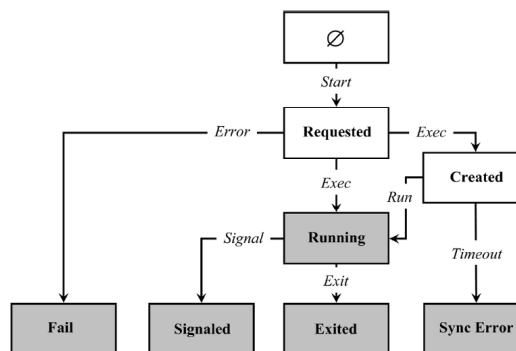 ∅
Start
Error
Requested
Exec
Exec
Created
Run
Signal
Running
Timeout
Exit
Fail
Signaled
Exited
Sync Error